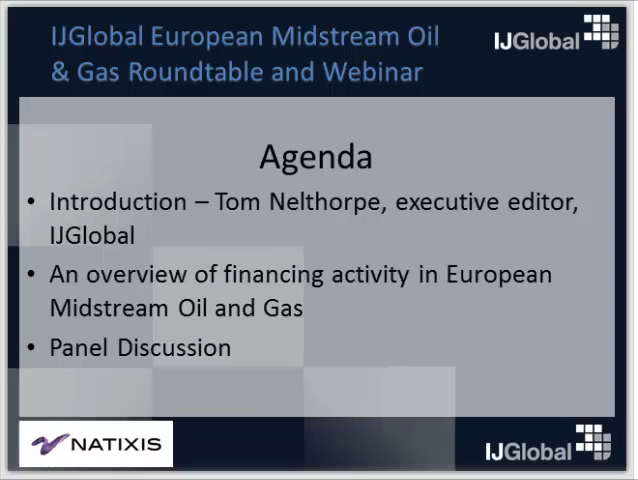 IJGlobal European Midstream Oil
& Gas Roundtable and Webinar
IJGlobal
Agenda
• Introduction – Tom Nelthorpe, executive editor,
IJGlobal
• An overview of financing activity in European
Midstream Oil and Gas
• Panel Discussion
NATIXIS
IJGlobal